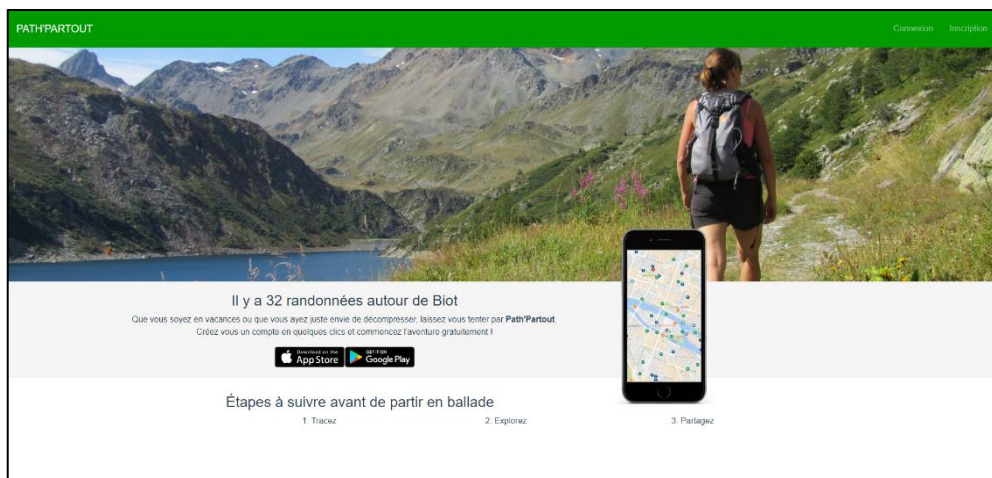 PATH'PARTOUT
Connexion Inscription
Il y a 32 randonnées autour de Biot
Que vous soyez en vacances ou que vous ayez juste envie de décompresser, laissez vous tenter par Path'Partout.
Créez vous un compte en quelques clics et commencez l'aventure gratuitement !
Download on the
App Store
GET IT ON
Google Play
Étapes à suivre avant de partir en ballade
1. Tracez
2. Explorez
3. Partagez